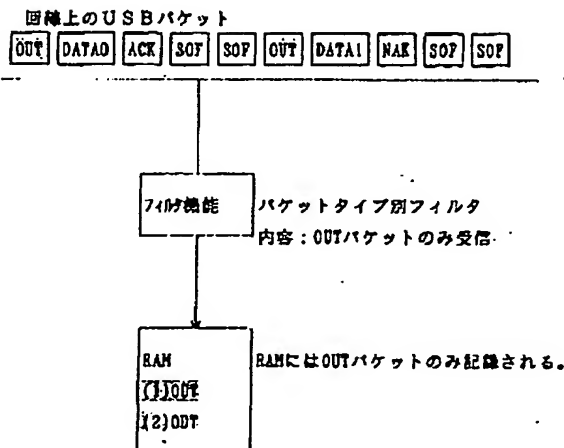 回線上のUSBパケット
OUT DATA0 ACK SOF SOF OUT DATA1 NAK SOF SOF
フィルタ機能 パケットタイプ別フィルタ
内容：OUTパケットのみ受信
RAM RAMにはOUTパケットのみ記録される。
(1)OUT
(2)OUT